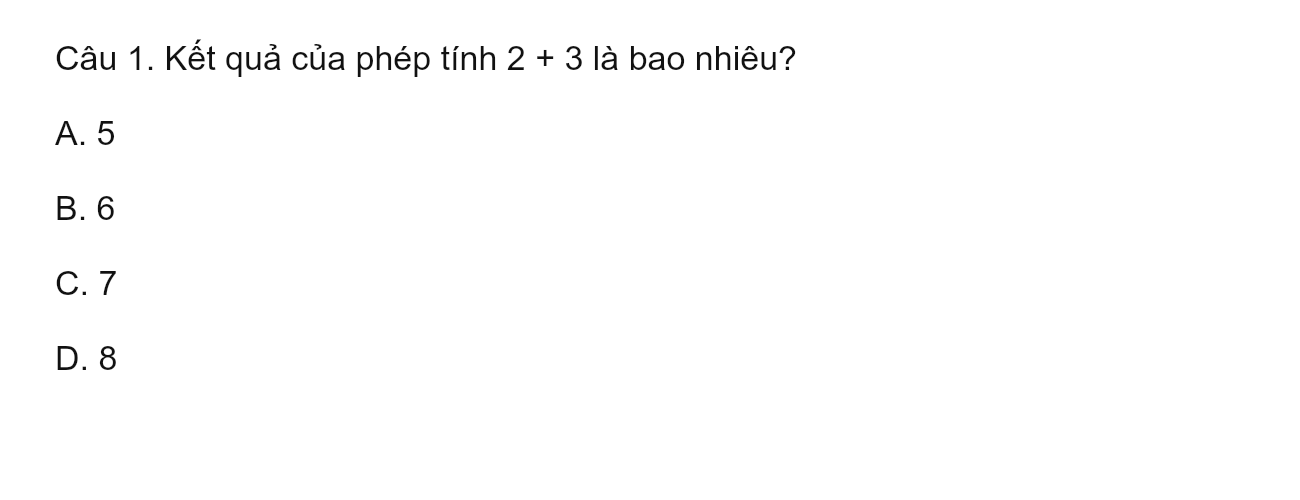 Câu 1. Kết quả của phép tính 2 + 3 là bao nhiêu?
A. 5
B. 6
C. 7
D. 8